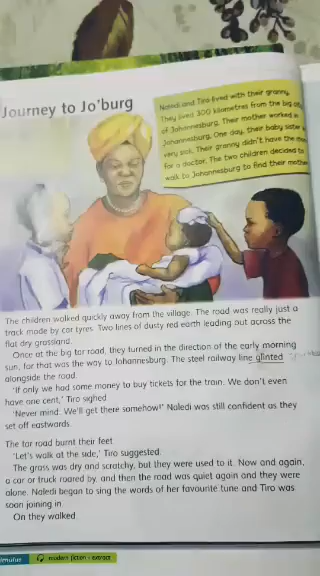 Journey to Jo'burg
Naledi and Tiro lived with their granny.
They lived 300 kilometres from the big city
of Johannesburg. Their mother worked in
Johannesburg. One day, their baby sister
very sick. Their granny didn't have the
for a doctor. The two children decided to
walk to Johannesburg to find their mother
The children walked quickly away from the village. The road was really just a
track made by car tyres. Two lines of dusty red earth leading out across the
flat dry grassland.
Once at the big tar road, they turned in the direction of the early morning
sun, for that was the way to Johannesburg. The steel railway line glinted
alongside the road.
'If only we had some money to buy tickets for the train. We don't even
have one cent,' Tiro sighed.
'Never mind. We'll get there somehow!' Naledi was still confident as they
set off eastwards.
The tar road burnt their feet.
'Let's walk at the side,' Tiro suggested.
The grass was dry and scratchy, but they were used to it. Now and again,
a car or truck roared by, and then the road was quiet again and they were
alone. Naledi began to sing the words of her favourite tune and Tiro was
soon joining in.
On they walked.
modern fiction - extract